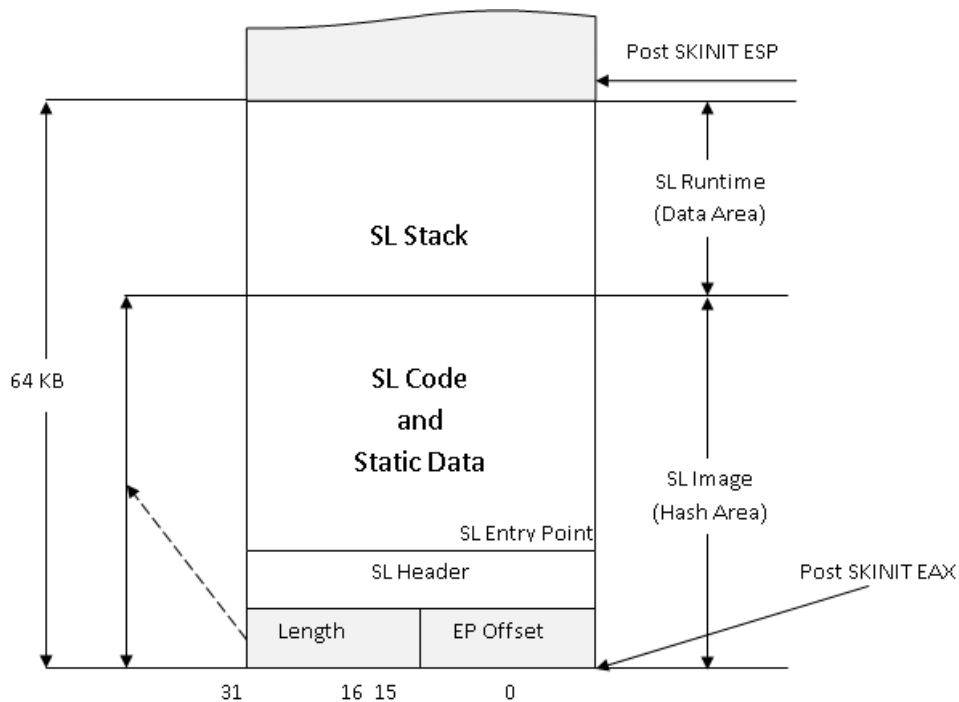 Post SKINIT ESP
SL Runtime
(Data Area)
SL Stack
64 KB
SL Code
and
Static Data
SL Image
(Hash Area)
SL Entry Point
SL Header
Post SKINIT EAX
Length
EP Offset
31
16 15
0